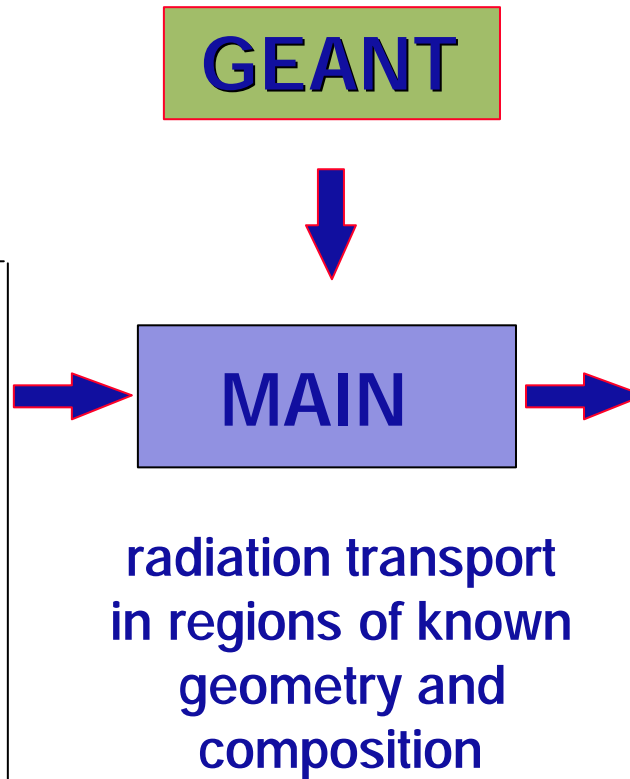 GEANT
MAIN
radiation transport
in regions of known
geometry and
composition